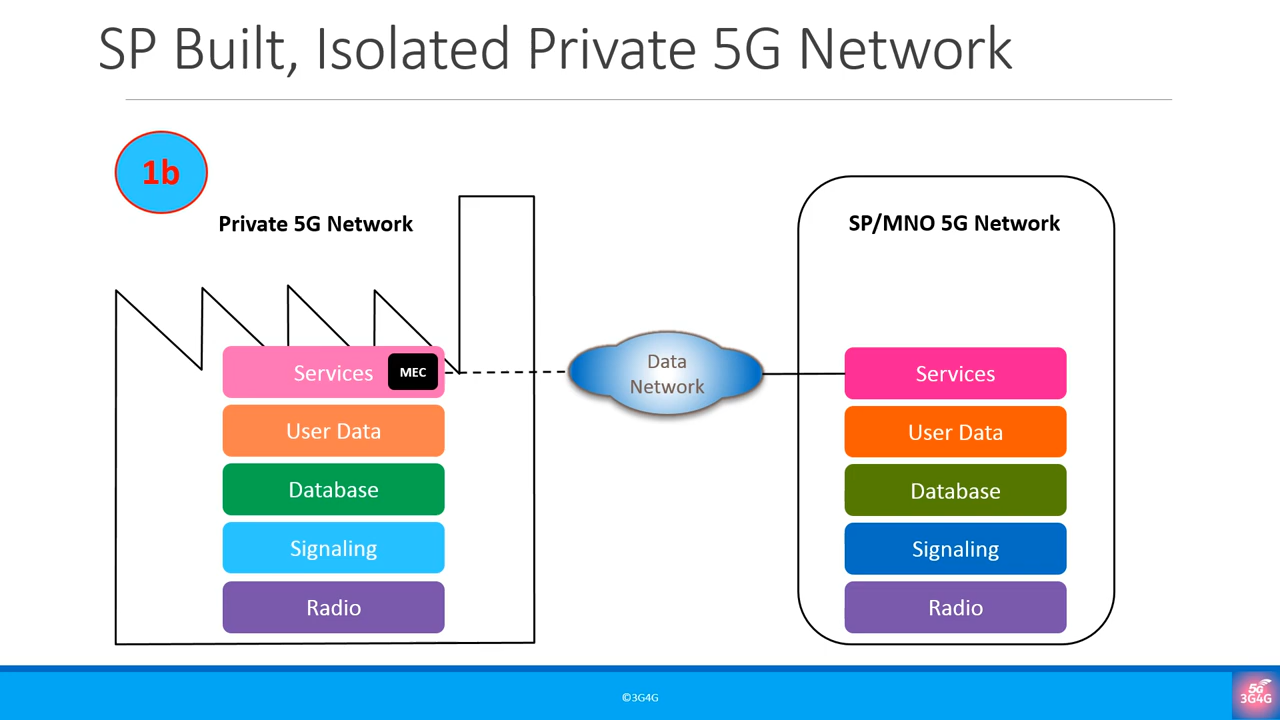 SP Built, Isolated Private 5G Network
1b
Private 5G Network
SP/MNO 5G Network
Services
MEC
Data
Network
Services
User Data
User Data
Database
Database
Signaling
Signaling
Radio
Radio
©3G4G
5G
3G4G